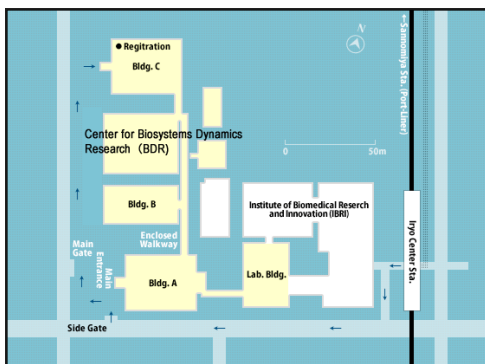 Regitration
Bldg. C
N
←Sannomiya Sta. (Port-Liner)
Center for Biosystems Dynamics
Research (BDR)
0
50m
Bldg. B
Institute of Biomedical Reserch
and Innovation (IBRI)
Enclosed
Walkway
Main
Gate
Main
Entrance
Bldg. A
Lab. Bldg.
Iryo Center Sta.
Side Gate